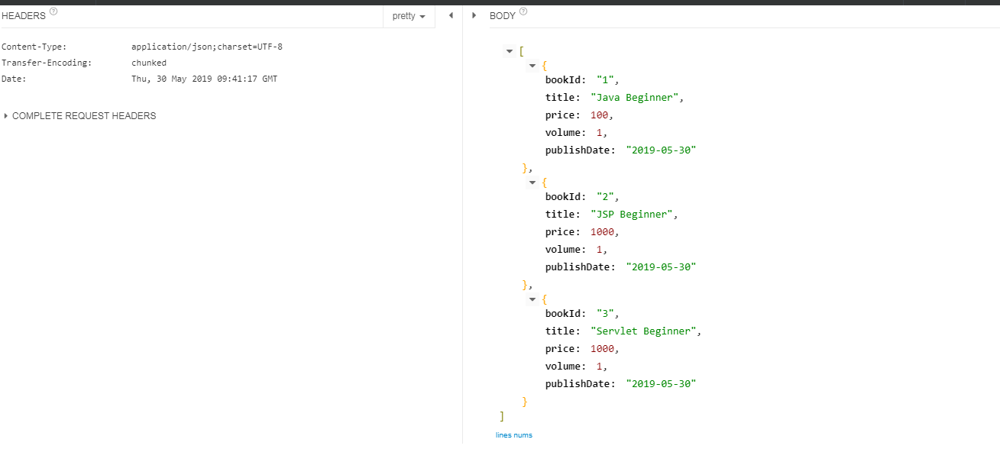 HEADERS ?
pretty
Content-Type: application/json;charset=UTF-8
Transfer-Encoding: chunked
Date: Thu, 30 May 2019 09:41:17 GMT
COMPLETE REQUEST HEADERS
BODY ?
[
{
bookId: "1",
title: "Java Beginner",
price: 100,
volume: 1,
publishDate: "2019-05-30"
},
{
bookId: "2",
title: "JSP Beginner",
price: 1000,
volume: 1,
publishDate: "2019-05-30"
},
{
bookId: "3",
title: "Servlet Beginner",
price: 1000,
volume: 1,
publishDate: "2019-05-30"
}
]
lines nums